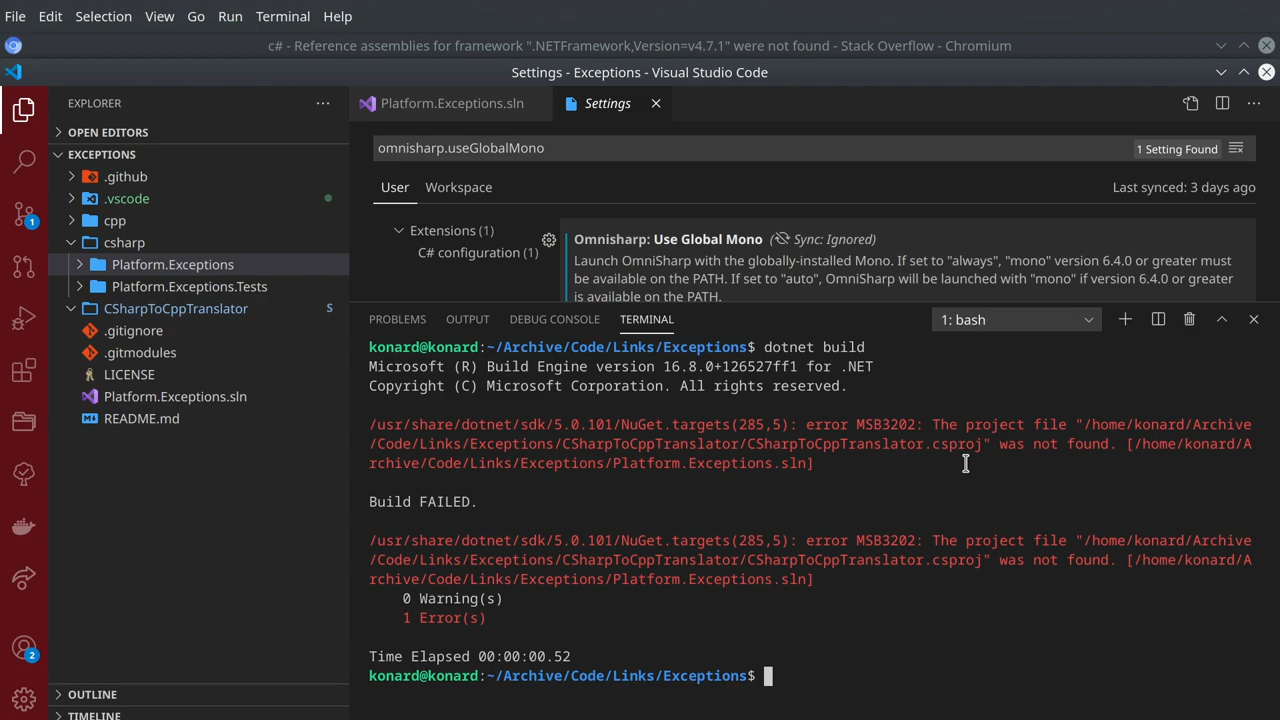 File Edit Selection View Go Run Terminal Help
c# - Reference assemblies for framework ".NETFramework,Version=v4.7.1" were not found - Stack Overflow - Chromium
Settings - Exceptions - Visual Studio Code
EXPLORER
OPEN EDITORS
EXCEPTIONS
.github
.vscode
cpp
csharp
Platform.Exceptions
Platform.Exceptions.Tests
CSharpToCppTranslator S
.gitignore
.gitmodules
LICENSE
Platform.Exceptions.sln
README.md
OUTLINE
TIMELINE
1
2
Platform.Exceptions.sln Settings
omnisharp.useGlobalMono 1 Setting Found
User Workspace Last synced: 3 days ago
Extensions (1)
C# configuration (1)
Omnisharp: Use Global Mono (Sync: Ignored)
Launch OmniSharp with the globally-installed Mono. If set to "always", "mono" version 6.4.0 or greater must
be available on the PATH. If set to "auto", OmniSharp will be launched with "mono" if version 6.4.0 or greater
is available on the PATH.
PROBLEMS OUTPUT DEBUG CONSOLE TERMINAL 1: bash
konard@konard:~/Archive/Code/Links/Exceptions$ dotnet build
Microsoft (R) Build Engine version 16.8.0+126527ff1 for .NET
Copyright (C) Microsoft Corporation. All rights reserved.
/usr/share/dotnet/sdk/5.0.101/NuGet.targets(285,5): error MSB3202: The project file "/home/konard/Archive
/Code/Links/Exceptions/CSharpToCppTranslator/CSharpToCppTranslator.csproj" was not found. [/home/konard/A
rchive/Code/Links/Exceptions/Platform.Exceptions.sln]
Build FAILED.
/usr/share/dotnet/sdk/5.0.101/NuGet.targets(285,5): error MSB3202: The project file "/home/konard/Archive
/Code/Links/Exceptions/CSharpToCppTranslator/CSharpToCppTranslator.csproj" was not found. [/home/konard/A
rchive/Code/Links/Exceptions/Platform.Exceptions.sln]
0 Warning(s)
1 Error(s)
Time Elapsed 00:00:00.52
konard@konard:~/Archive/Code/Links/Exceptions$